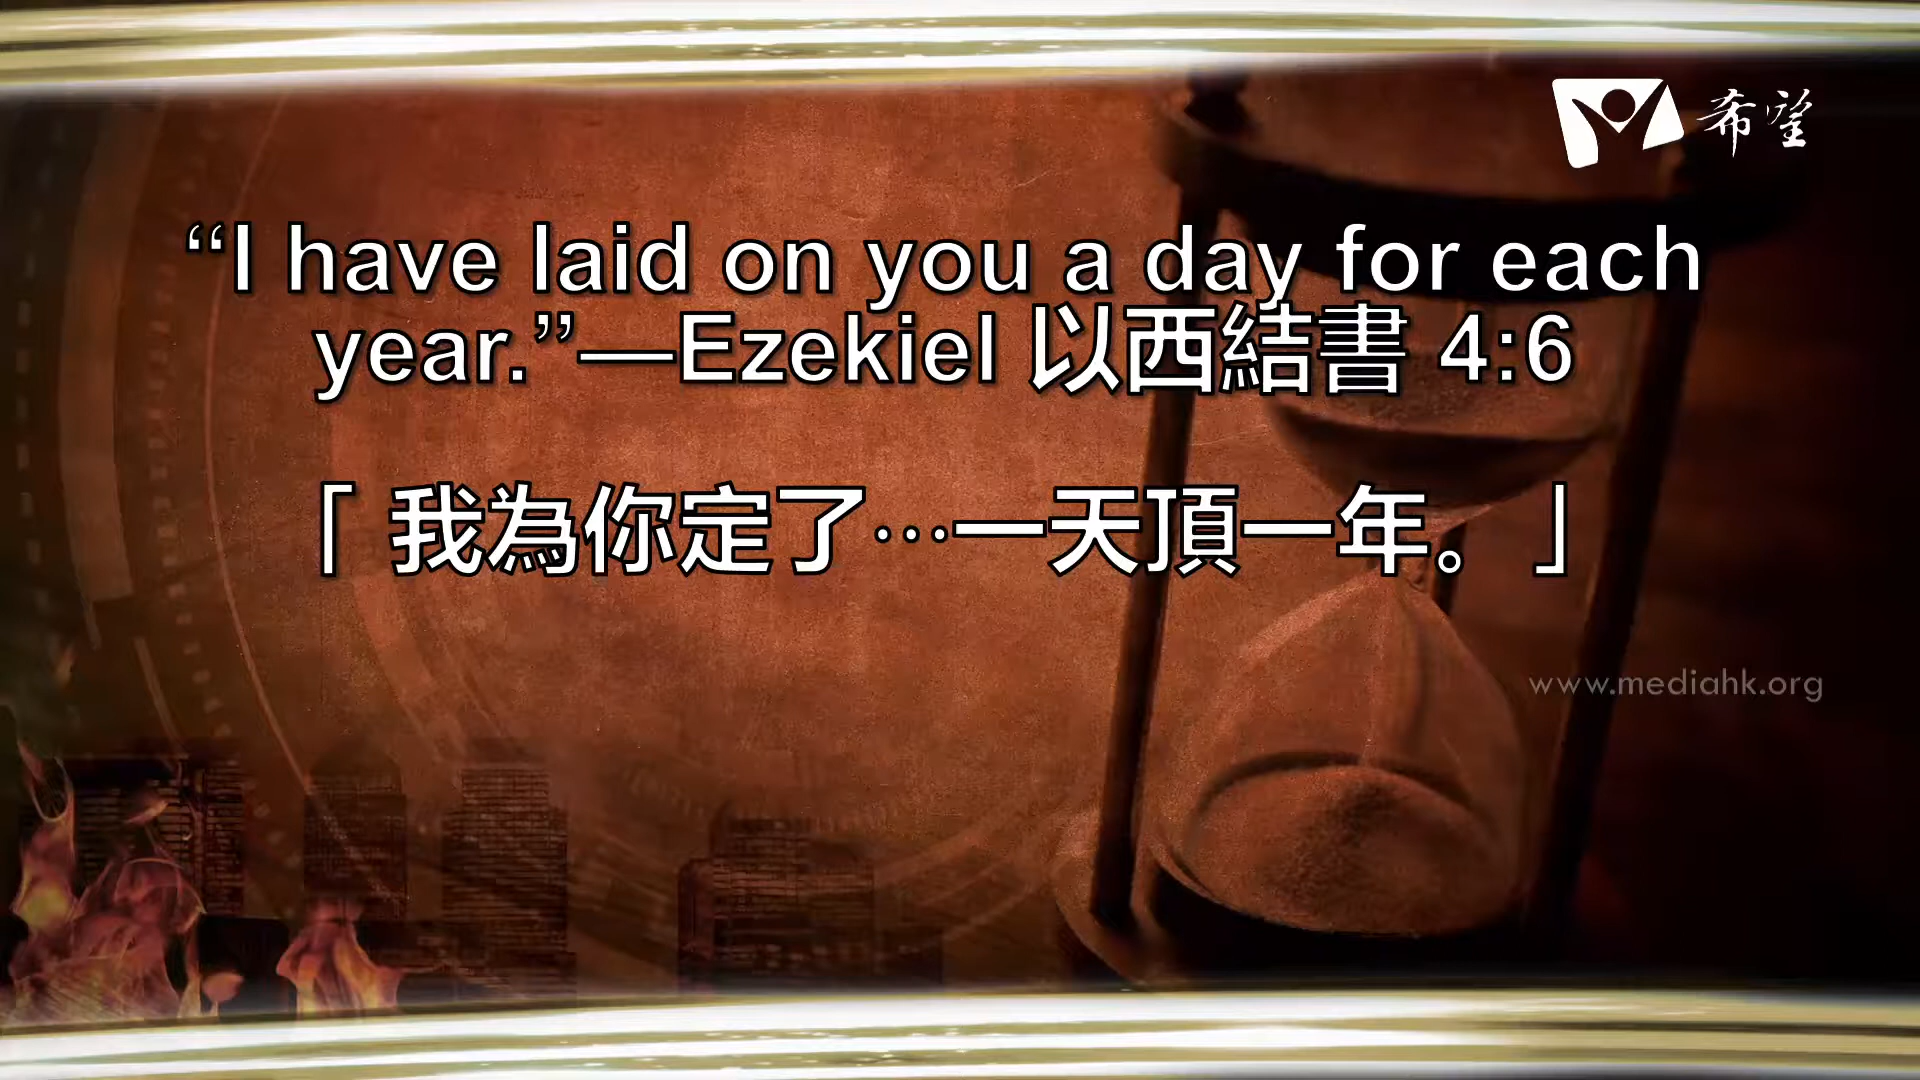 希望
“I have laid on you a day for each
year.”—Ezekiel 以西結書 4:6
「 我為你定了…一天頂一年。」
www.mediahk.org